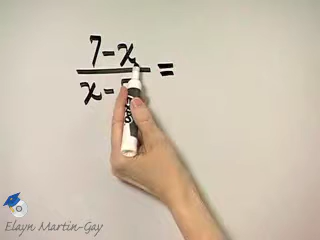 7-x
x-
=
Elayn Martin-Gay